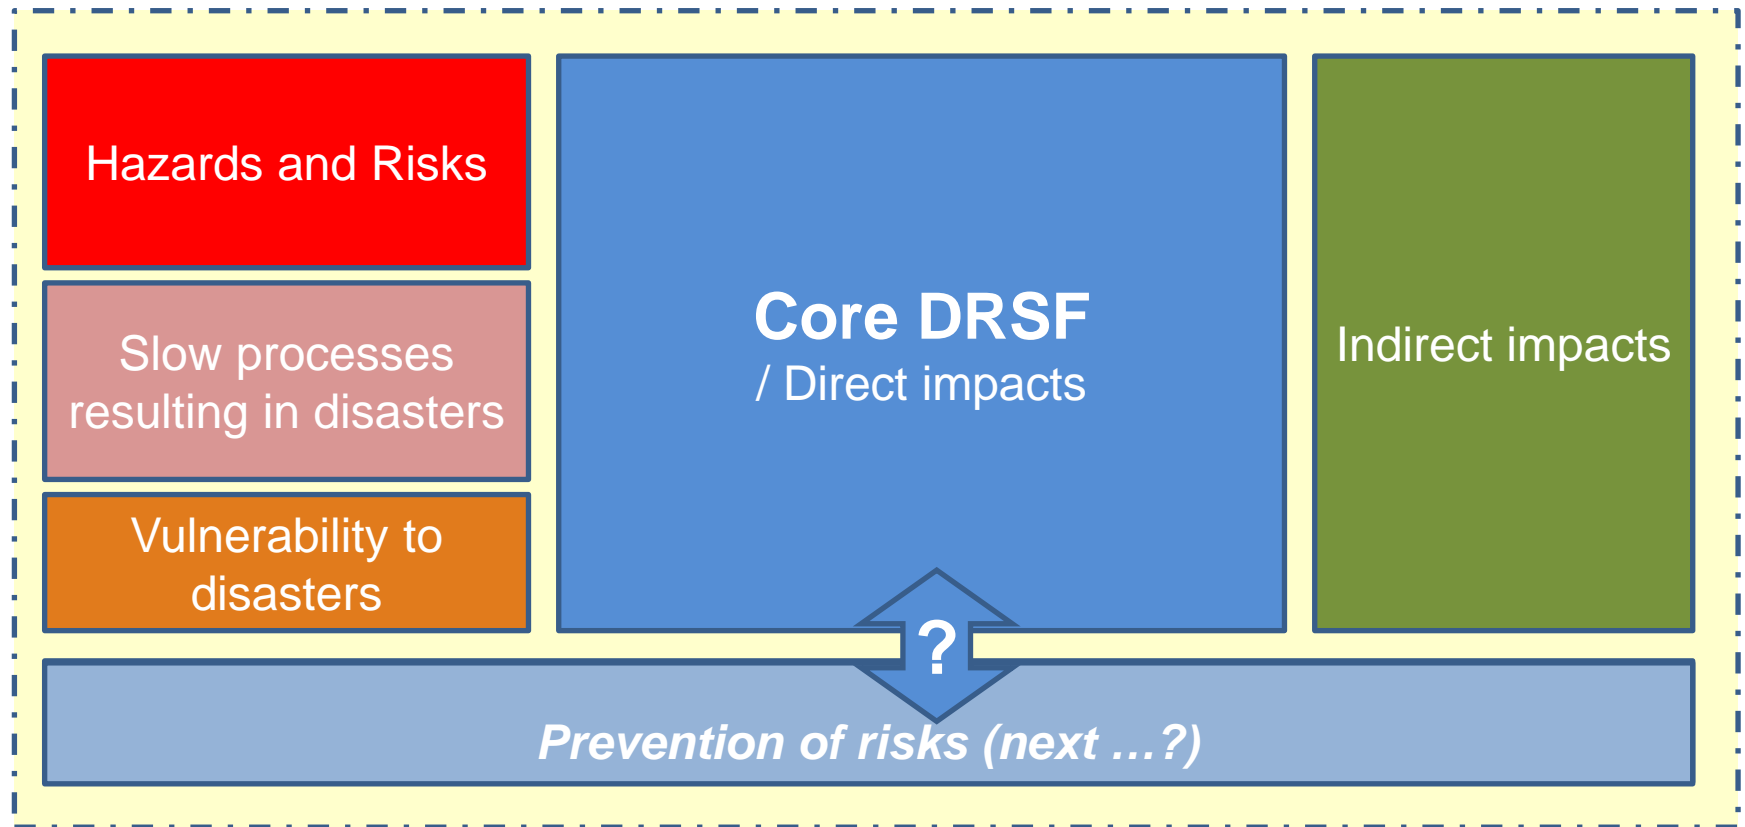 Hazards and Risks
Slow processes
resulting in disasters
Vulnerability to
disasters
Core DRSF
/ Direct impacts
Indirect impacts
?
Prevention of risks (next …?)